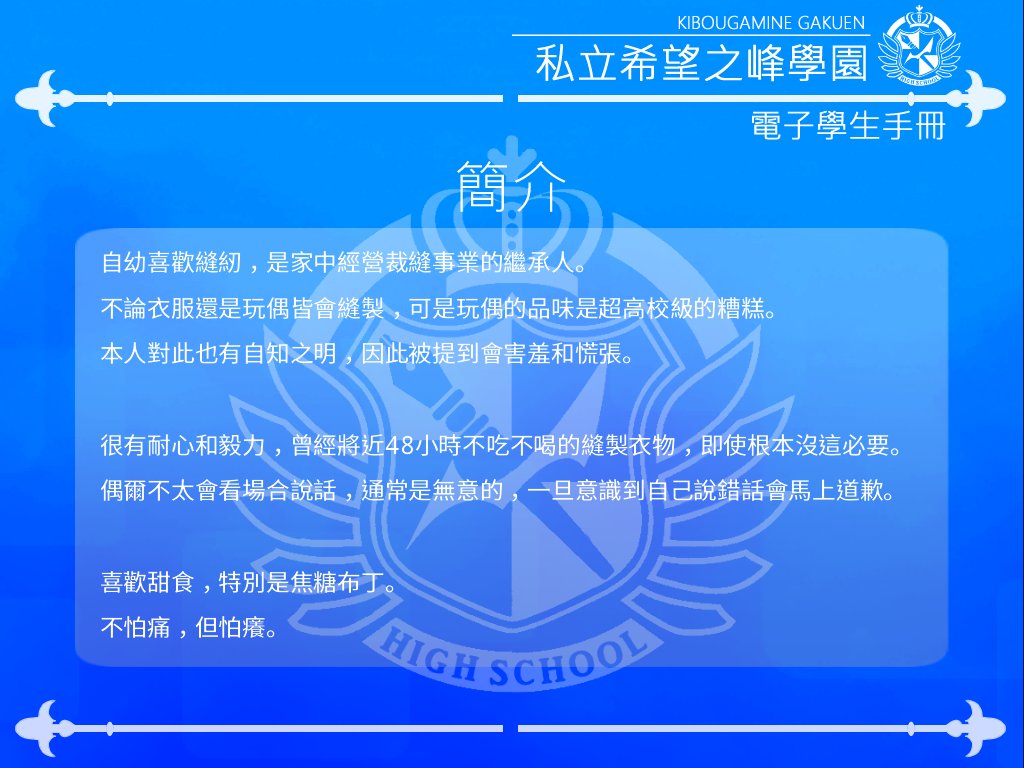 KIBOUGAMINE GAKUEN
私立希望之峰學園
HIGH SCHOOL
電子學生手冊
簡介
自幼喜歡縫紉，是家中經營裁縫事業的繼承人。
不論衣服還是玩偶皆會縫製，可是玩偶的品味是超高校級的糟糕。
本人對此也有自知之明，因此被提到會害羞和慌張。
很有耐心和毅力，曾經將近48小時不吃不喝的縫製衣物，即使根本沒這必要。
偶爾不太會看場合說話，通常是無意的，一旦意識到自己說錯話會馬上道歉。
喜歡甜食，特別是焦糖布丁。
不怕痛，但怕癢。
HIGH SCHOOL